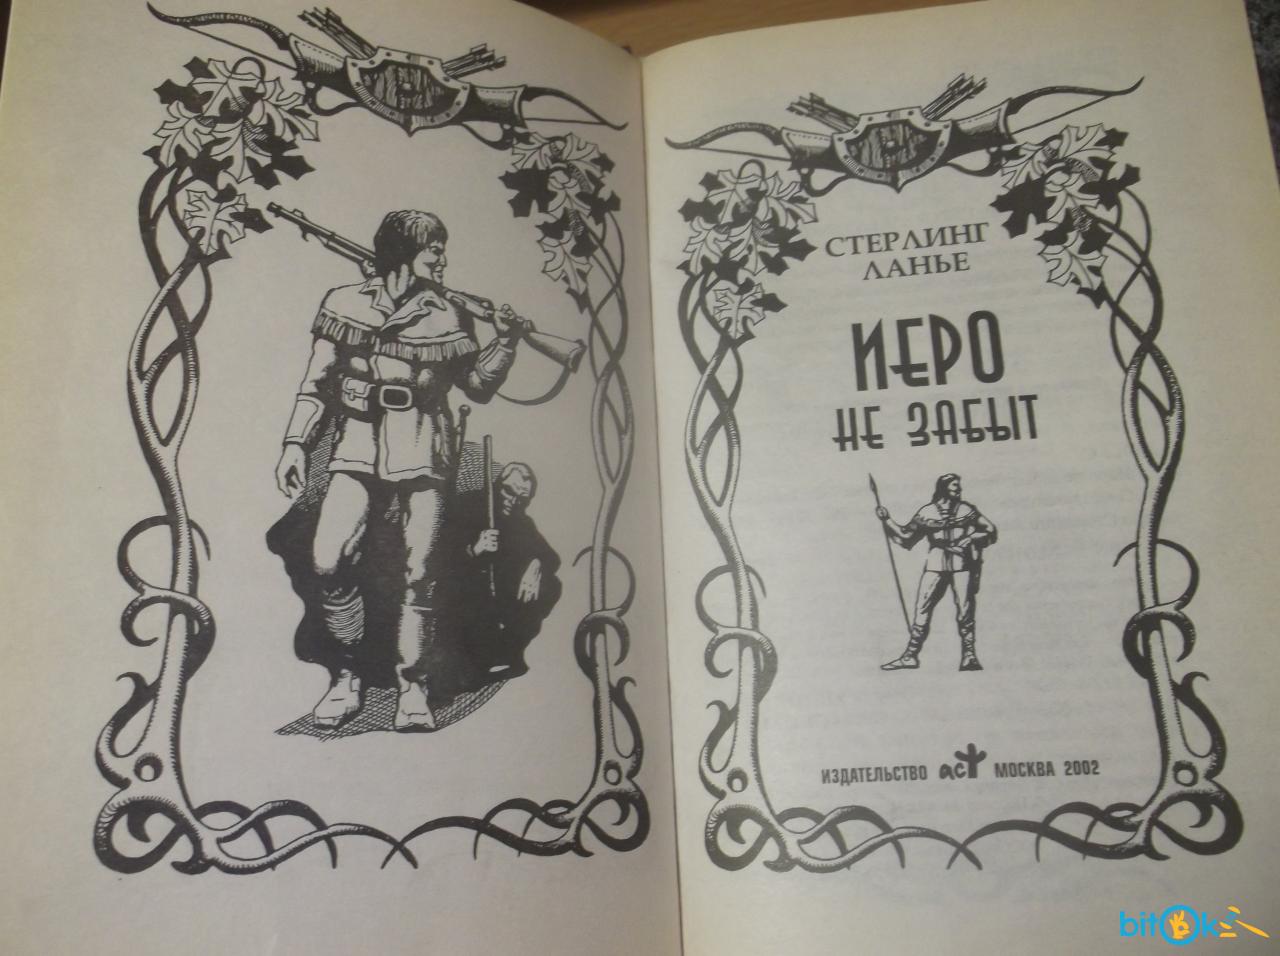 СТЕРЛИНГ
ЛАНЬЕ
ИЕРО
НЕ ЗАБЫТ
ИЗДАТЕЛЬСТВО аст МОСКВА 2002
bitOk